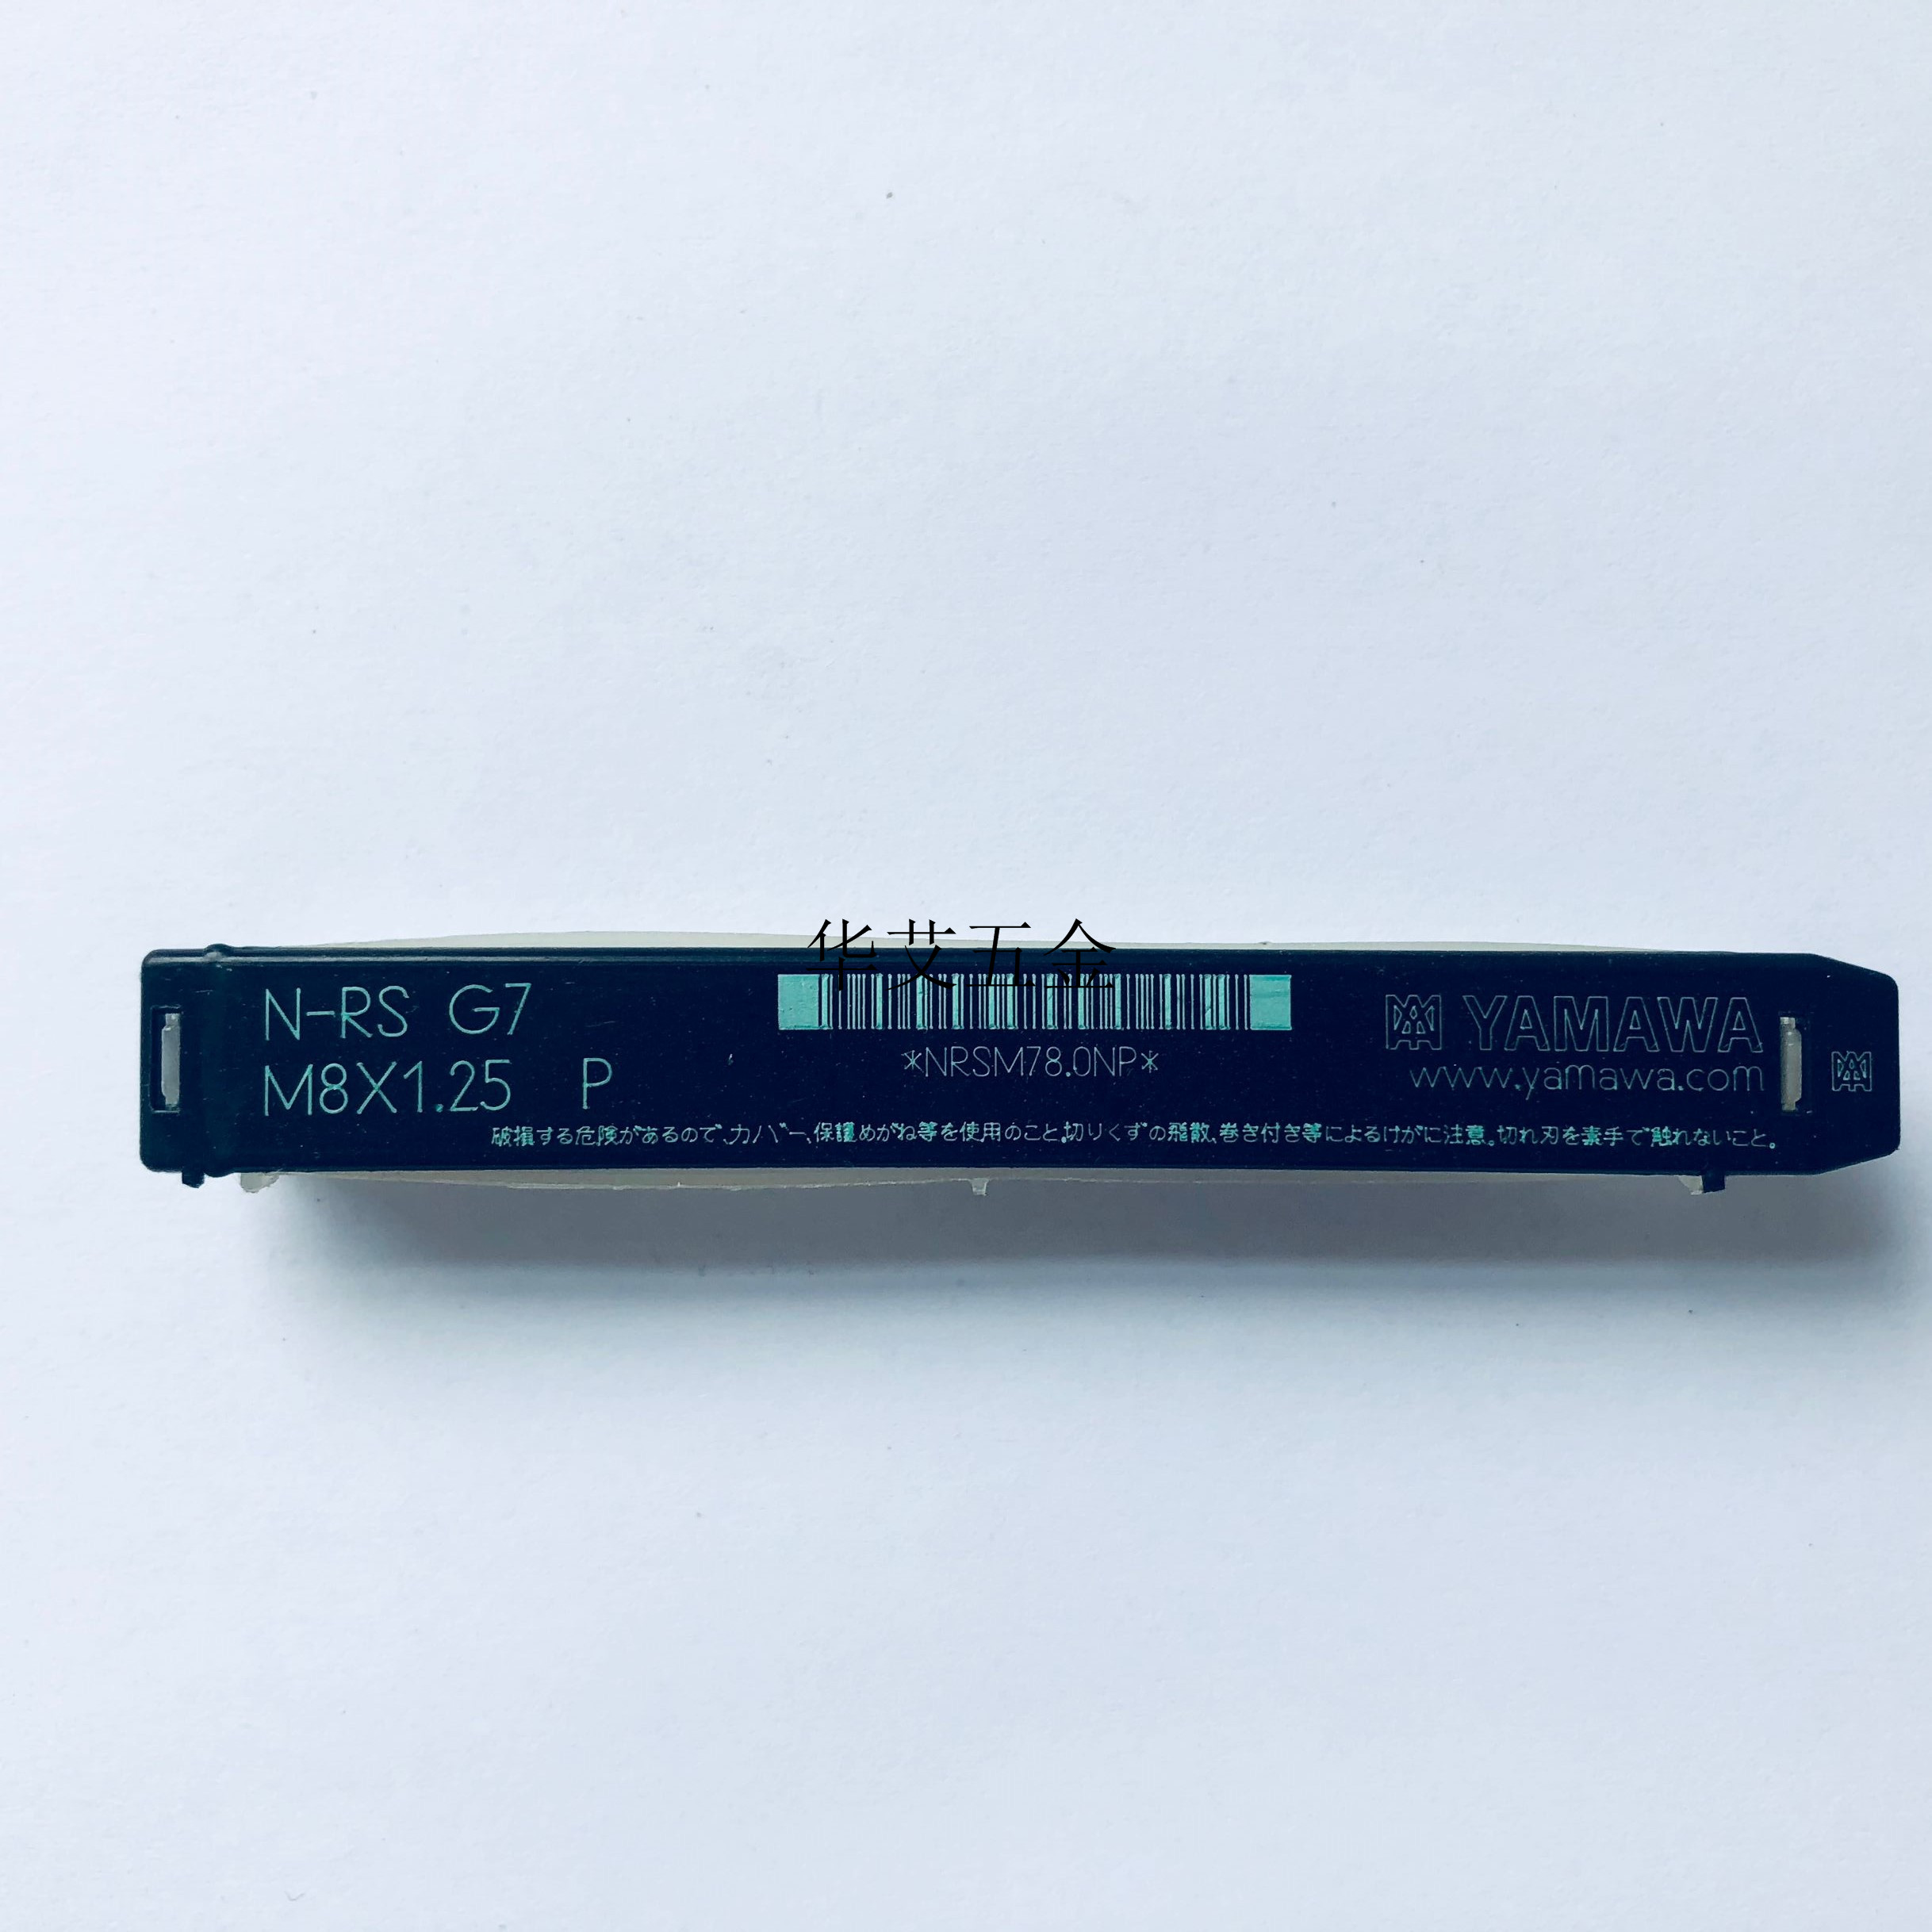 华艾五金
N-RS G7
M8X1.25 P
*NRSM78.0NP*
YAMAWA
www.yamawa.com
破損する危険があるので、カバー、保護めがね等を使用のこと。切りくずの飛散、巻き付き等によるけがに注意。切れ刃を素手で触れないこと。